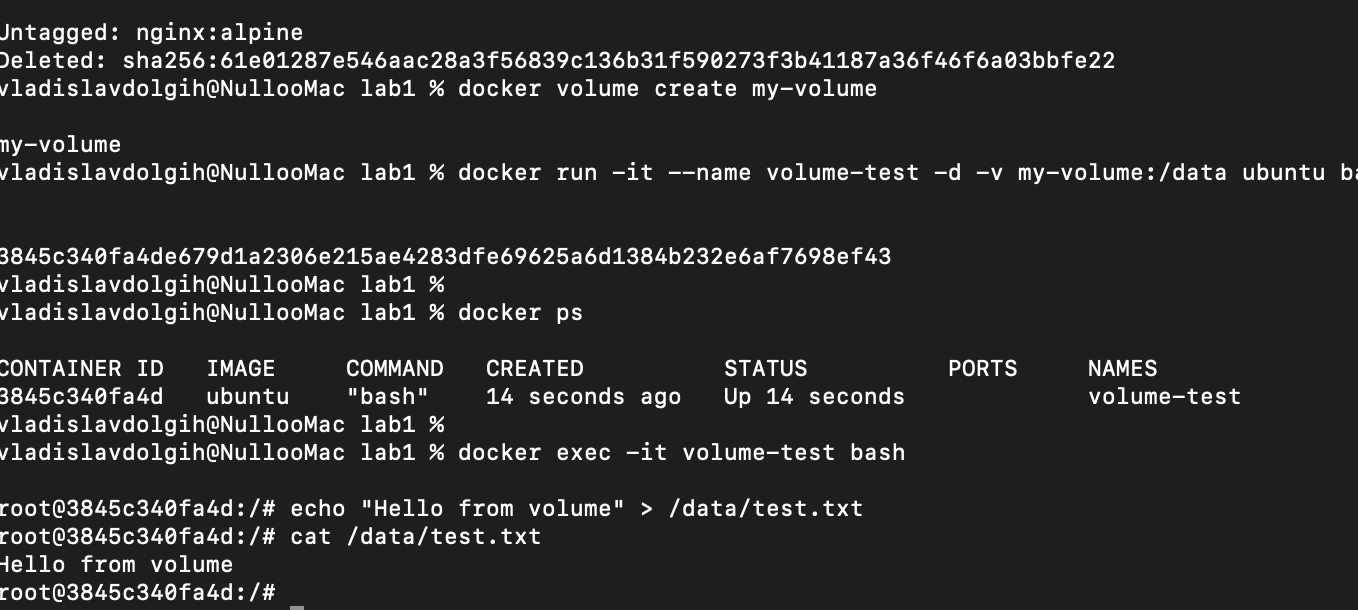 Untagged: nginx:alpine
Deleted: sha256:61e01287e546aac28a3f56839c136b31f590273f3b41187a36f46f6a03bbfe22
vladislavdolgih@NullooMac lab1 % docker volume create my-volume
my-volume
vladislavdolgih@NullooMac lab1 % docker run -it --name volume-test -d -v my-volume:/data ubuntu ba
3845c340fa4de679d1a2306e215ae4283dfe69625a6d1384b232e6af7698ef43
vladislavdolgih@NullooMac lab1 %
vladislavdolgih@NullooMac lab1 % docker ps
CONTAINER ID   IMAGE     COMMAND   CREATED          STATUS          PORTS     NAMES
3845c340fa4d   ubuntu    "bash"    14 seconds ago   Up 14 seconds             volume-test
vladislavdolgih@NullooMac lab1 %
vladislavdolgih@NullooMac lab1 % docker exec -it volume-test bash
root@3845c340fa4d:/# echo "Hello from volume" > /data/test.txt
root@3845c340fa4d:/# cat /data/test.txt
Hello from volume
root@3845c340fa4d:/#